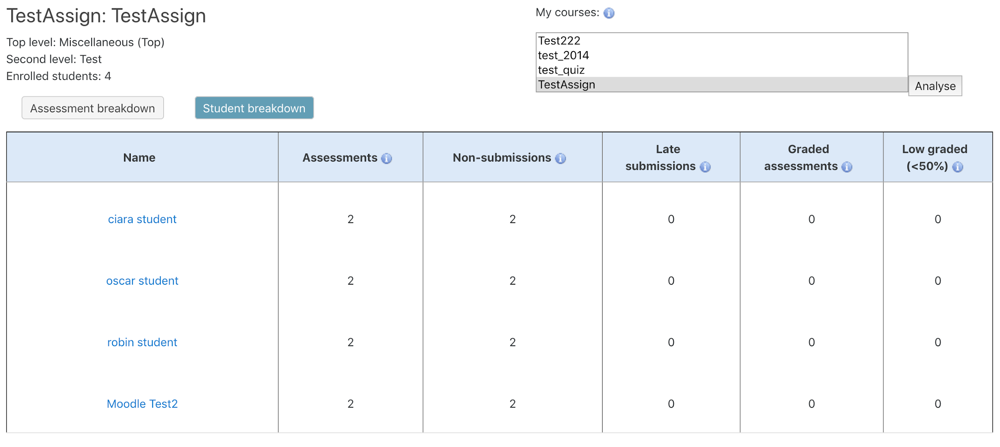 TestAssign: TestAssign
Top level: Miscellaneous (Top)
Second level: Test
Enrolled students: 4
My courses:
Test222
test_2014
test_quiz
TestAssign
Analyse
Assessment breakdown
Student breakdown
Name
Assessments
Non-submissions
Late
submissions
Graded
assessments
Low graded
(<50%)
ciara student 2 2 0 0 0
oscar student 2 2 0 0 0
robin student 2 2 0 0 0
Moodle Test2 2 2 0 0 0